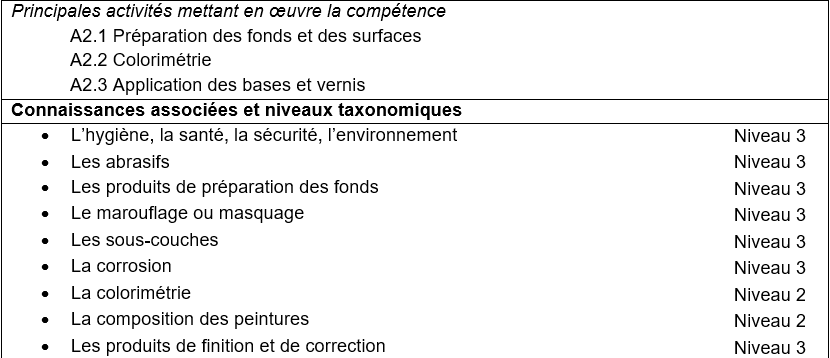 Principales activités mettant en œuvre la compétence
A2.1 Préparation des fonds et des surfaces
A2.2 Colorimétrie
A2.3 Application des bases et vernis
Connaissances associées et niveaux taxonomiques
• L'hygiène, la santé, la sécurité, l'environnement Niveau 3
• Les abrasifs Niveau 3
• Les produits de préparation des fonds Niveau 3
• Le marouflage ou masquage Niveau 3
• Les sous-couches Niveau 3
• La corrosion Niveau 3
• La colorimétrie Niveau 2
• La composition des peintures Niveau 2
• Les produits de finition et de correction Niveau 3